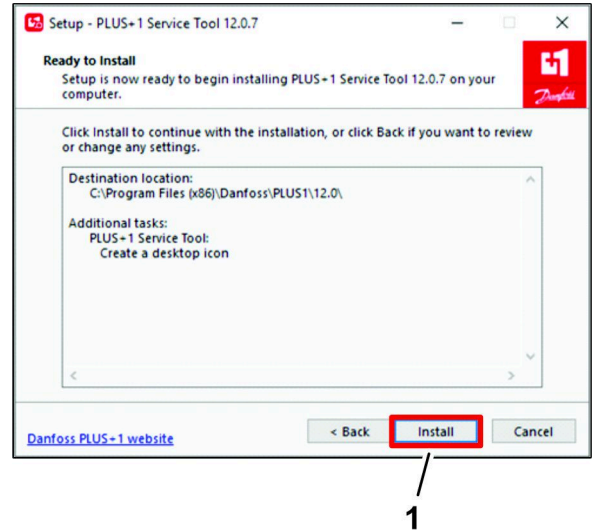 Setup - PLUS+1 Service Tool 12.0.7
Ready to Install
Setup is now ready to begin installing PLUS+1 Service Tool 12.0.7 on your
computer.
+1
Danfoss
Click Install to continue with the installation, or click Back if you want to review
or change any settings.
Destination location:
C:\Program Files (x86)\Danfoss\PLUS1\12.0\
Additional tasks:
PLUS+1 Service Tool:
Create a desktop icon
Danfoss PLUS+1 website
< Back
Install
Cancel
1